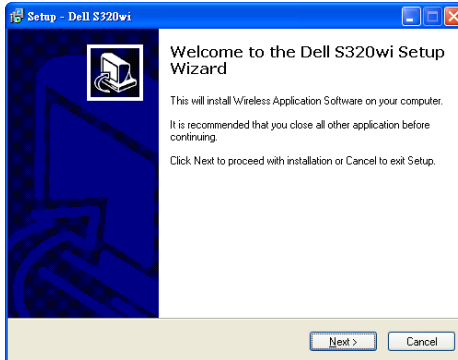 Setup - Dell S320wi
Welcome to the Dell S320wi Setup
Wizard
This will install Wireless Application Software on your computer.
It is recommended that you close all other application before
continuing.
Click Next to proceed with installation or Cancel to exit Setup.
Next >
Cancel